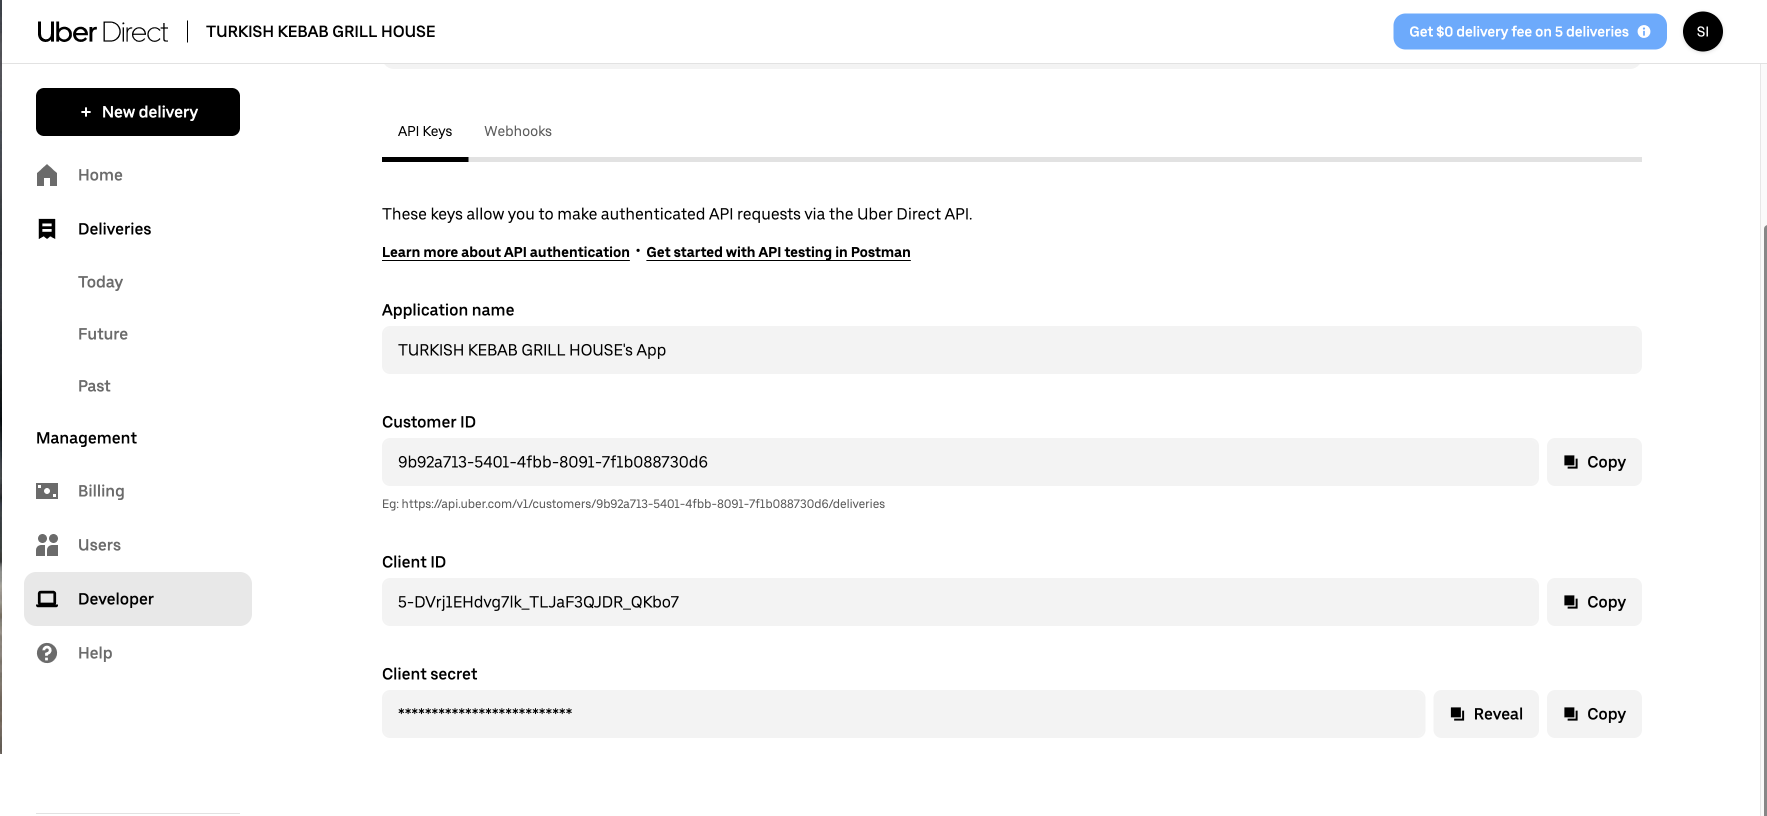 Uber Direct
TURKISH KEBAB GRILL HOUSE
Get $0 delivery fee on 5 deliveries
SI
+ New delivery
Home
Deliveries
Today
Future
Past
Management
Billing
Users
Developer
Help
API Keys
Webhooks
These keys allow you to make authenticated API requests via the Uber Direct API.
Learn more about API authentication • Get started with API testing in Postman
Application name
TURKISH KEBAB GRILL HOUSE's App
Customer ID
9b92a713-5401-4fbb-8091-7f1b088730d6
Copy
Eg: https://api.uber.com/v1/customers/9b92a713-5401-4fbb-8091-7f1b088730d6/deliveries
Client ID
5-DVrj1EHdvg7lk_TLJaF3QJDR_QKbo7
Copy
Client secret
**************************
Reveal
Copy